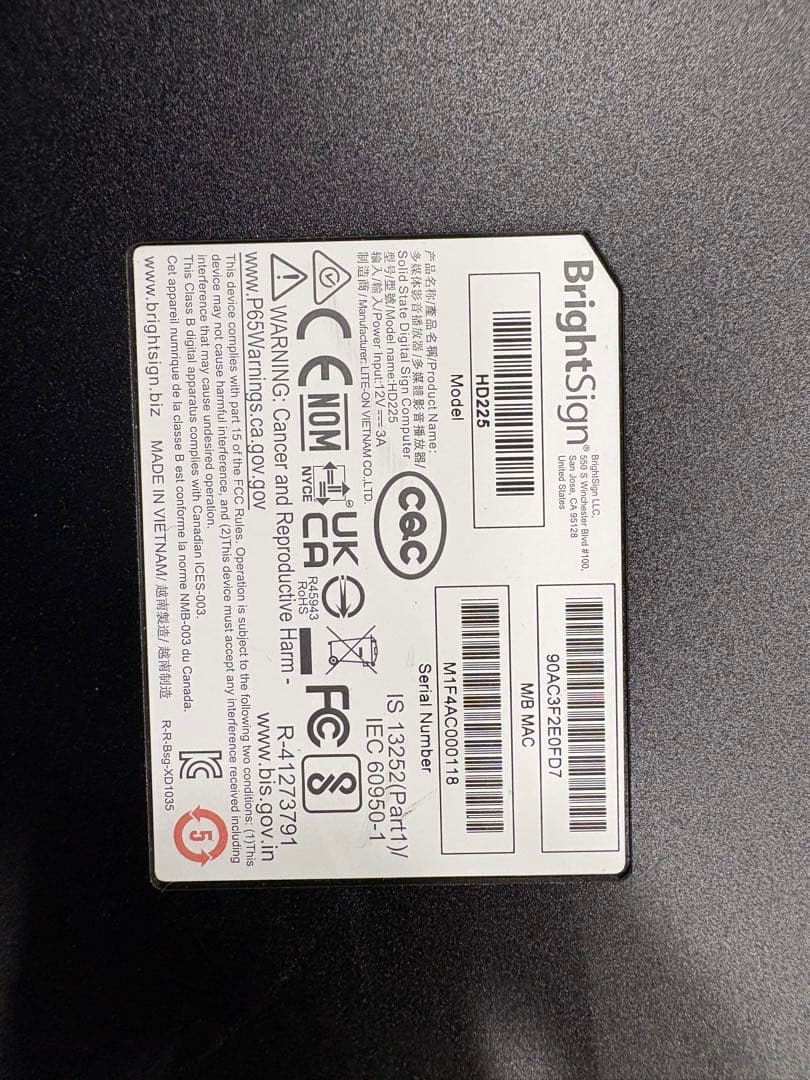 BrightSign®
BrightSign LLC,
550 S Winchester Blvd #100,
San Jose, CA 95128
United States
HD225
Model
90AC3F2E0FD7
M/B MAC
M1F4AC000118
Serial Number
产品名称/產品名稱/Product Name:
多媒体影音播放器/多媒體影音播放器/
Solid State Digital Sign Computer
型号/型號/Model name:HD225
输入/輸入/Power Input:12V⎓3A
制造商/Manufacturer: LITE-ON VIETNAM CO.,LTD.
CQC
IS 13252(Part1)/
IEC 60950-1
CE
NOM
NYCE
®
UK
CA
R45943
RoHS
FC
R-41273791
www.bis.gov.in
WARNING: Cancer and Reproductive Harm -
www.P65Warnings.ca.gov.gov
This device complies with part 15 of the FCC Rules. Operation is subject to the following two conditions: (1)This
device may not cause harmful interference, and (2)This device must accept any interference received including
interference that may cause undesired operation.
This Class B digital apparatus complies with Canadian ICES-003.
Cet appareil numrique de la classe B est conforme la norme NMB-003 du Canada.
www.brightsign.biz MADE IN VIETNAM/ 越南製造/ 越南制造
R-R-Bsg-XD1035
5